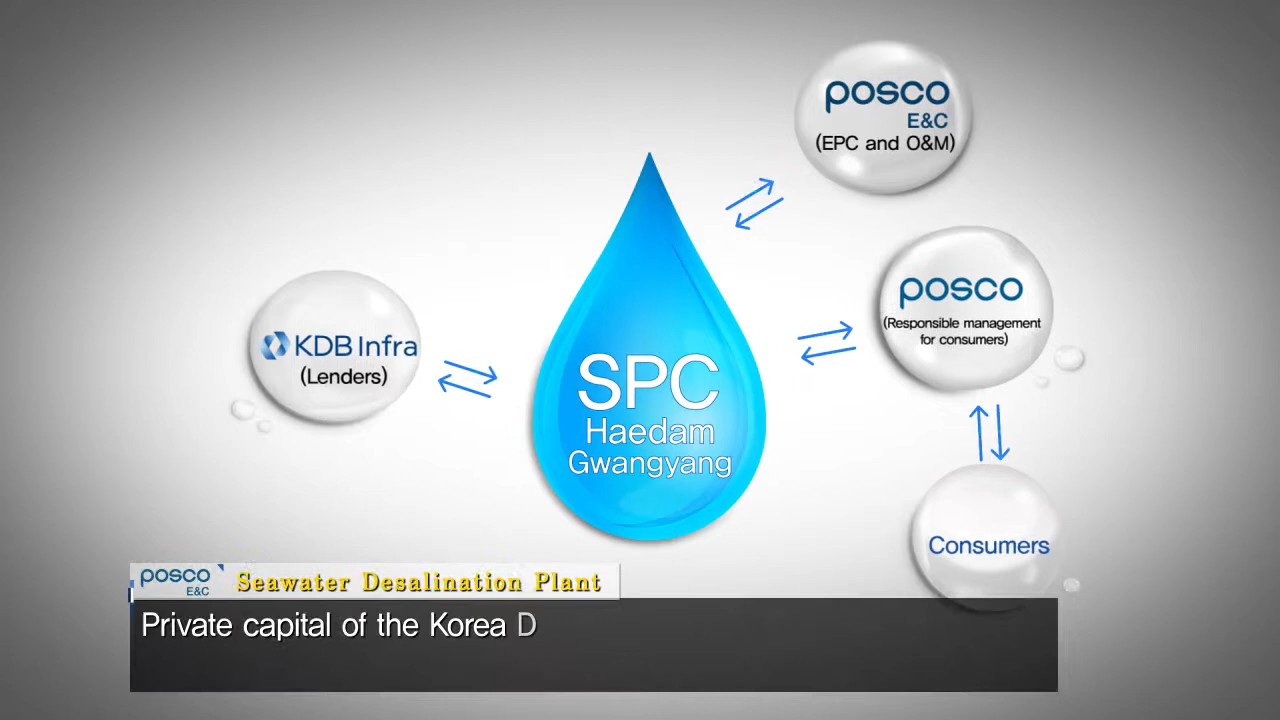 posco
E&C
(EPC and O&M)
posco
(Responsible management
for consumers)
KDB Infra
(Lenders)
SPC
Haedam
Gwangyang
Consumers
posco
E&C
Seawater Desalination Plant
Private capital of the Korea D